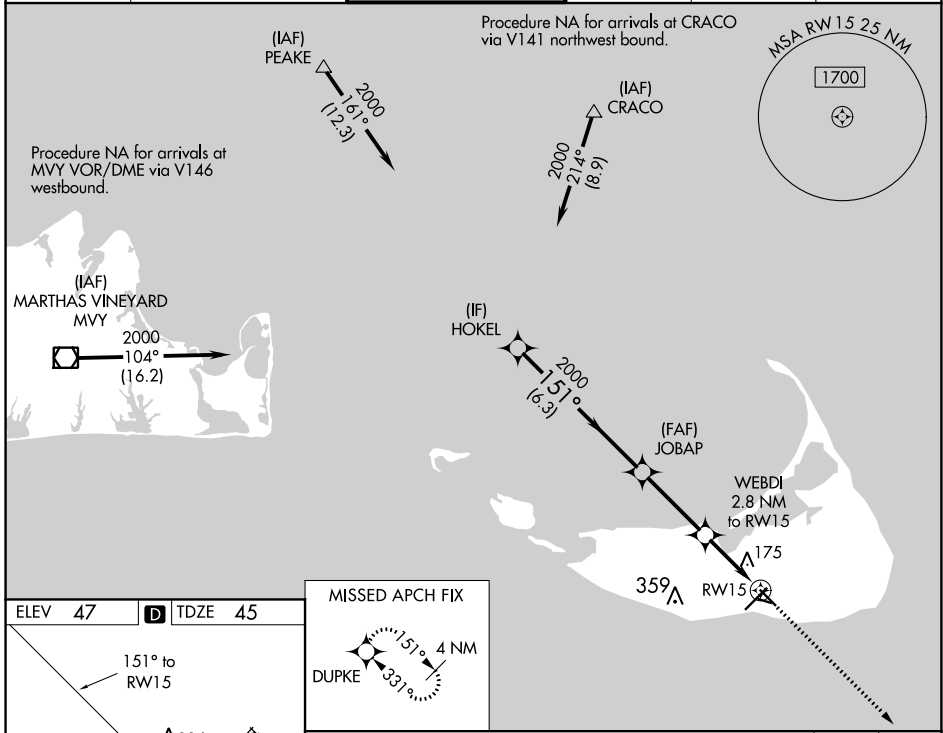 Procedure NA for arrivals at CRACO
via V141 northwest bound.
MSA RW 15 25 NM
1700
(IAF)
PEAKE
2000
161°
(12.3)
(IAF)
CRACO
2000
214°
(8.9)
Procedure NA for arrivals at
MVY VOR/DME via V146
westbound.
(IAF)
MARTHAS VINEYARD
MVY
2000
104°
(16.2)
(IF)
HOKEL
2000
151°
(6.3)
(FAF)
JOBAP
WEBDI
2.8 NM
to RW15
175
359
RW15
MISSED APCH FIX
151°
4 NM
331°
DUPKE
ELEV 47 D TDZE 45
151° to
RW15